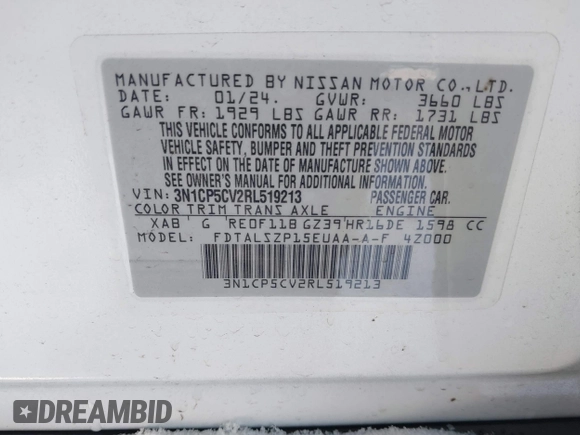 MANUFACTURED BY NISSAN MOTOR CO.,LTD.
DATE: 01/24. GVWR: 3660 LBS
GAWR FR: 1929 LBS GAWR RR: 1731 LBS
THIS VEHICLE CONFORMS TO ALL APPLICABLE FEDERAL MOTOR
VEHICLE SAFETY, BUMPER AND THEFT PREVENTION STANDARDS
IN EFFECT ON THE DATE OF MANUFACTURE SHOWN ABOVE.
SEE OWNER'S MANUAL FOR ADDITIONAL INFORMATION.
VIN: 3N1CP5CV2RL519213 PASSENGER CAR.
COLOR TRIM TRANS AXLE ENGINE
XAB G RE0F11B GZ39 HR16DE 1598 CC
FDTALSZP15EUAA-A-F 4Z000
3N1CP5CV2RL519213
DREAMBID